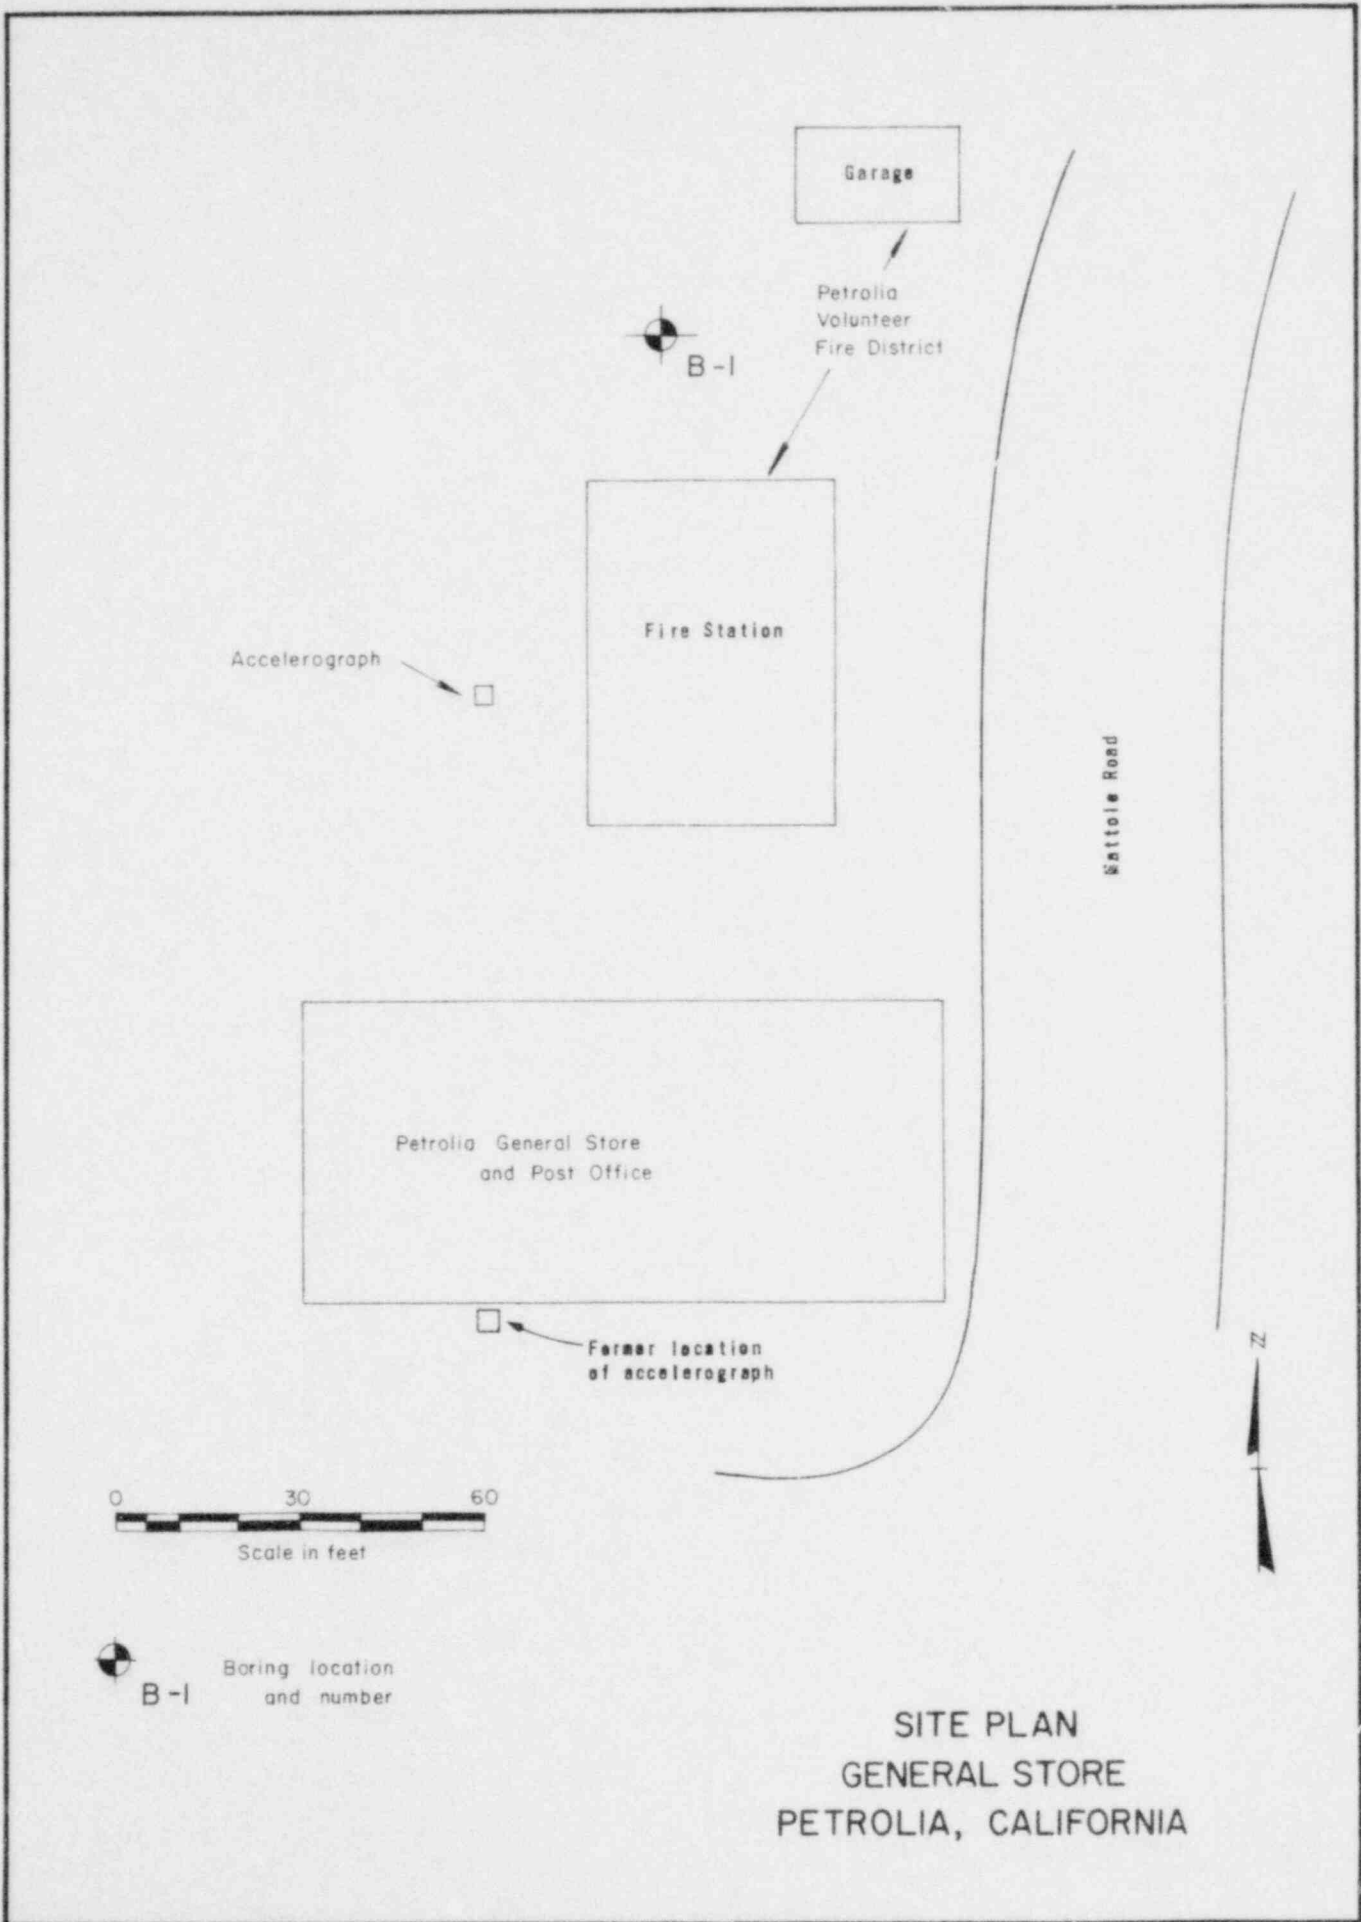 Garage
Petrolia
Volunteer
Fire District
B-1
Fire Station
Accelerograph
Mattole Road
Petrolia General Store
and Post Office
Former location
of accelerograph
N
0 30 60
Scale in feet
B-1
Boring location
and number
SITE PLAN
GENERAL STORE
PETROLIA, CALIFORNIA